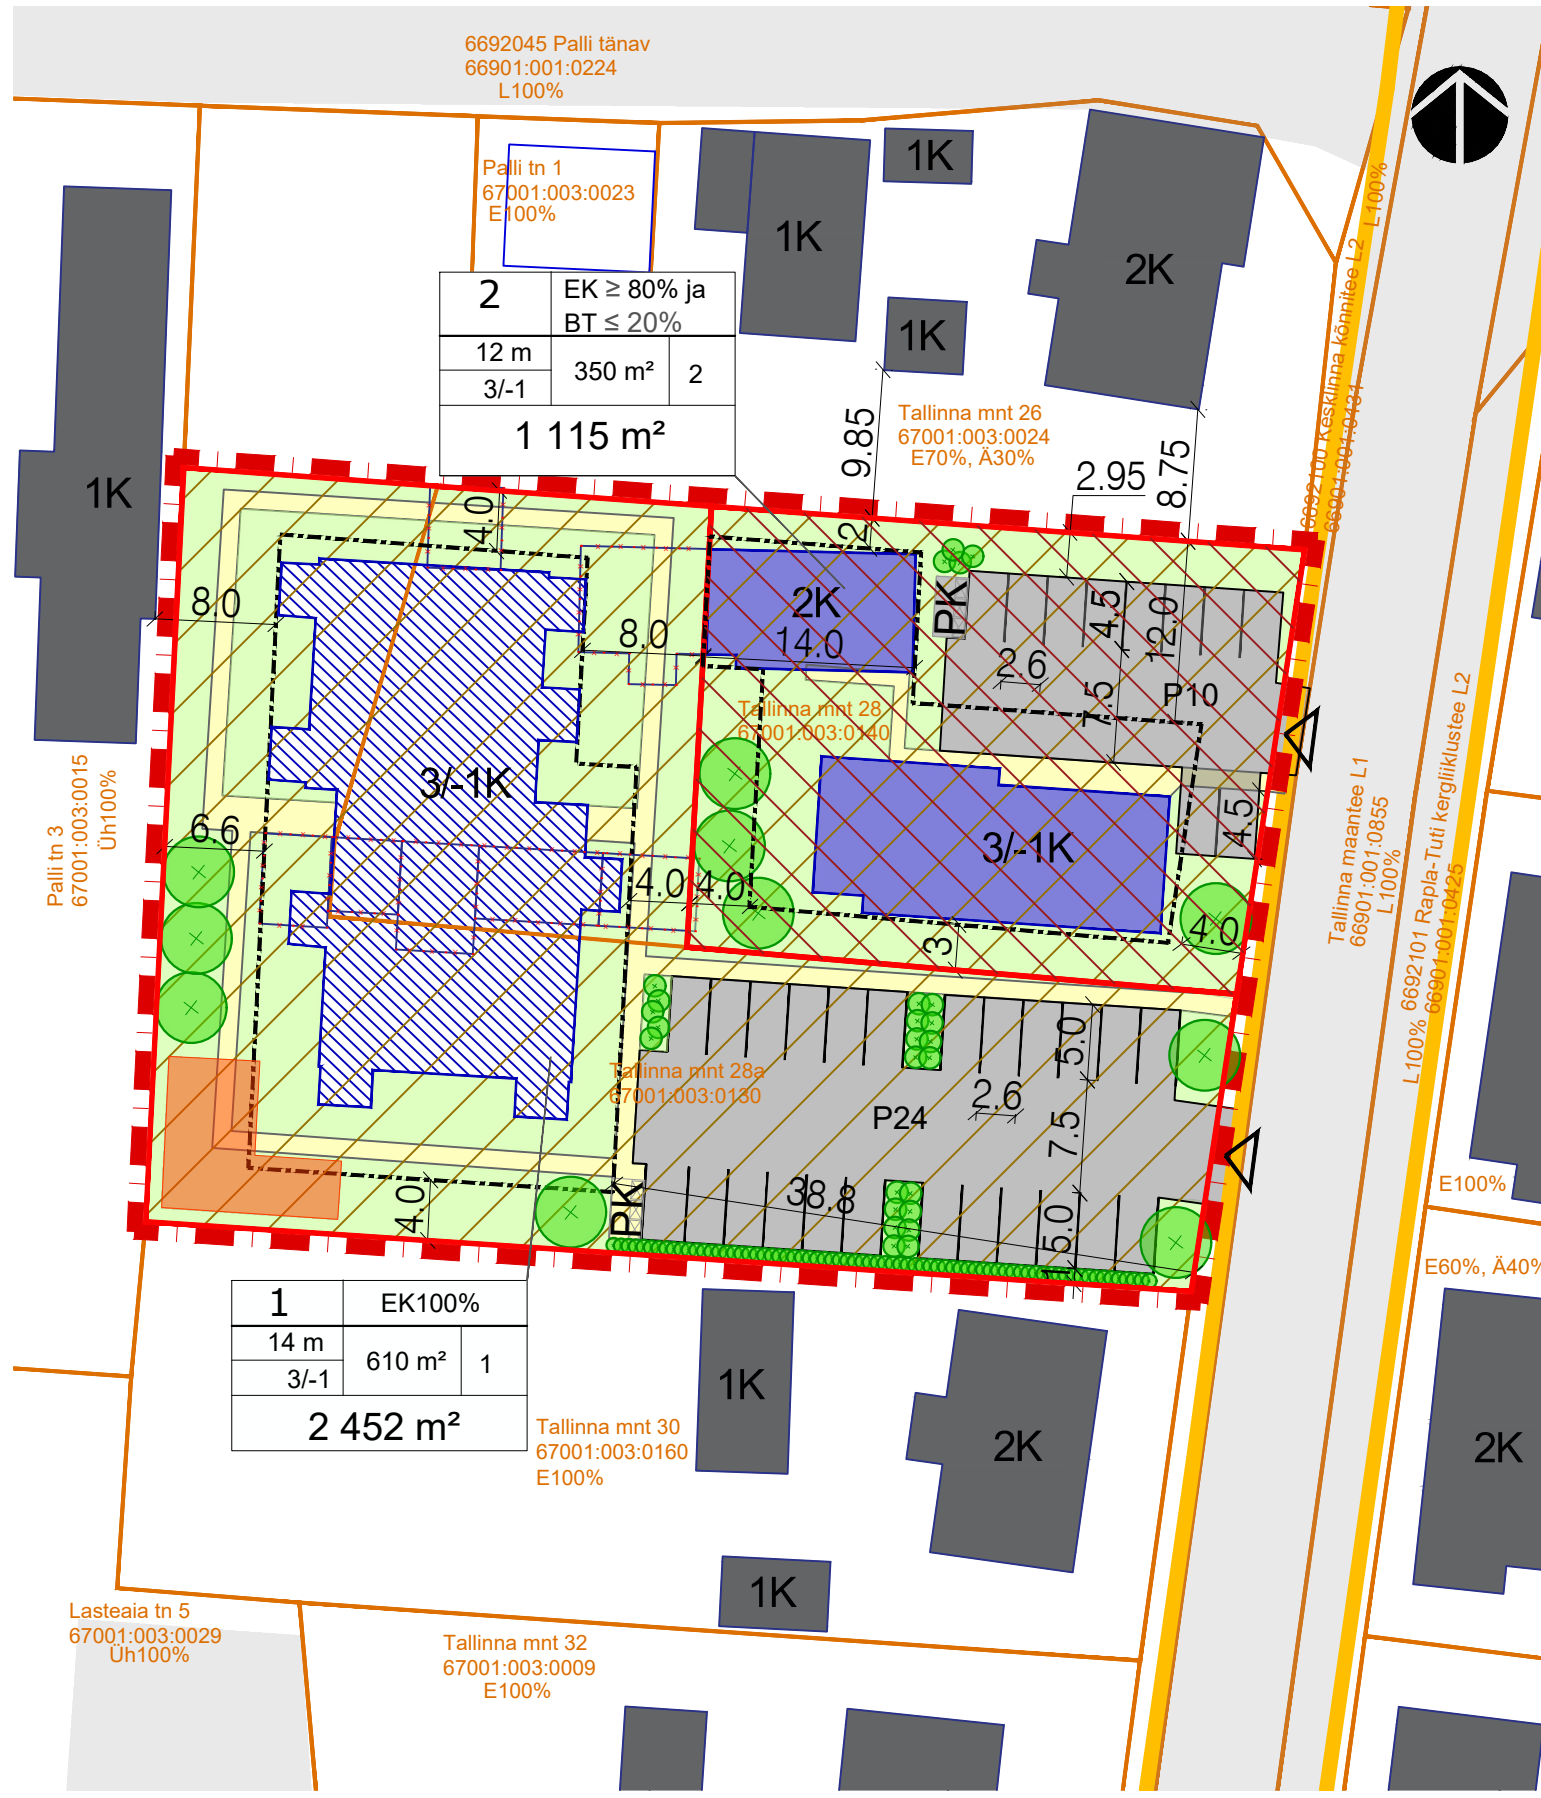 6692045 Palli tänav
66901:001:0224
L100%
Palli tn 1
67001:003:0023
E100%
1K
1K
2K
1K
1K
2
EK ≥ 80% ja
BT ≤ 20%
12 m
3/-1
350 m²
2
1 115 m²
Tallinna mnt 26
67001:003:0024
E70%, Ä30%
9.85
2.95
8.75
6692100 Kesklinna kõnnitee L2
66901:001:0431
L100%
4.0
2
8.0
8.0
2K
14.0
PK
4.5
12.0
2.6
7.5
P10
Tallinna mnt 28
67001:003:0140
3/-1K
3/-1K
4.5
6.6
4.0
4.0
3
4.0
Palli tn 3
67001:003:0015
Üh100%
Tallinna maantee L1
66901:001:0855
L100%
6692101 Rapla-Tuti kergliiklustee L2
66901:001:0425
L100%
Tallinna mnt 28a
67001:003:0130
5.0
2.6
P24
7.5
38.8
5.0
1
PK
4.0
E100%
E60%, Ä40%
1
EK100%
14 m
3/-1
610 m²
1
2 452 m²
1K
2K
2K
Tallinna mnt 30
67001:003:0160
E100%
1K
Lasteaia tn 5
67001:003:0029
Üh100%
Tallinna mnt 32
67001:003:0009
E100%